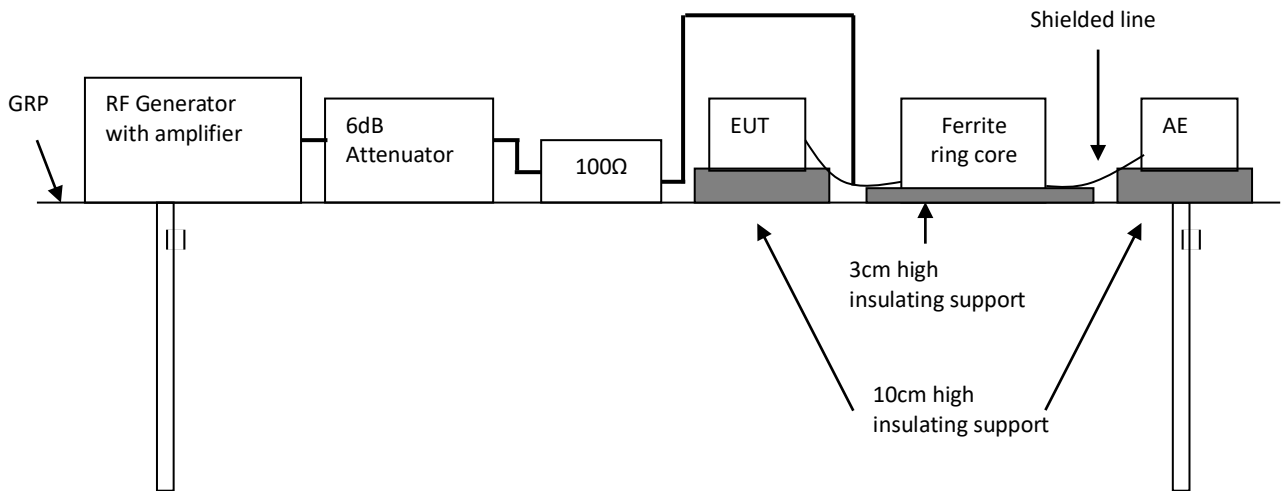 Shielded line
GRP
RF Generator
with amplifier
6dB
Attenuator
100Ω
EUT
Ferrite
ring core
AE
3cm high
insulating support
10cm high
insulating support